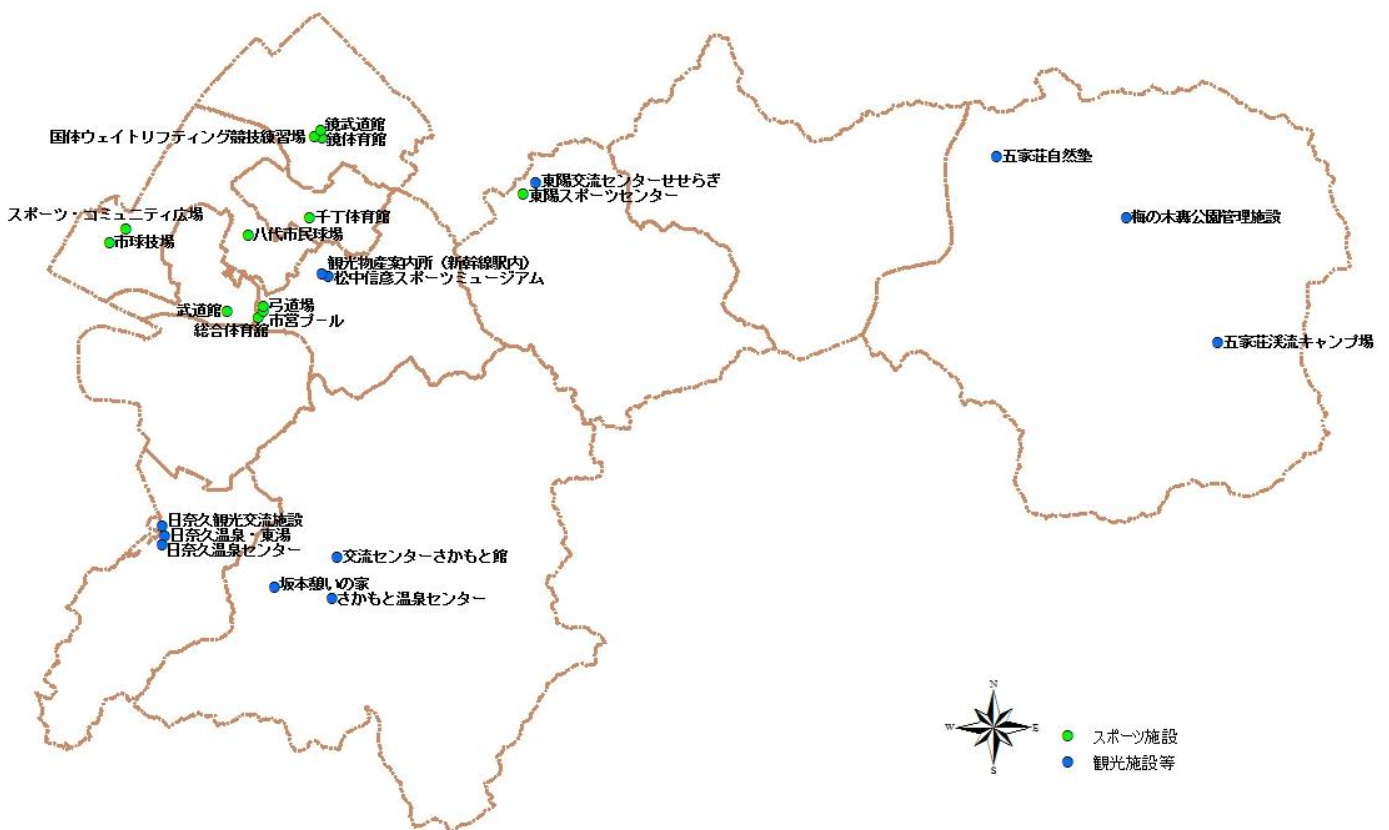 鏡武道館
国体ウェイトリフティング競技練習場
鏡体育館
東陽交流センターせせらぎ
東陽スポーツセンター
五家荘自然塾
スポーツ・コミュニティ広場
千丁体育館
梅の木轟公園管理施設
市球技場
八代市民球場
観光物産案内所（新幹線駅内）
松中信彦スポーツミュージアム
武道館
弓道場
市営プール
総合体育館
五家荘渓流キャンプ場
日奈久観光交流施設
日奈久温泉・東湯
日奈久温泉センター
交流センターさかもと館
坂本憩いの家
さかもと温泉センター
N
W
E
S
スポーツ施設
観光施設等